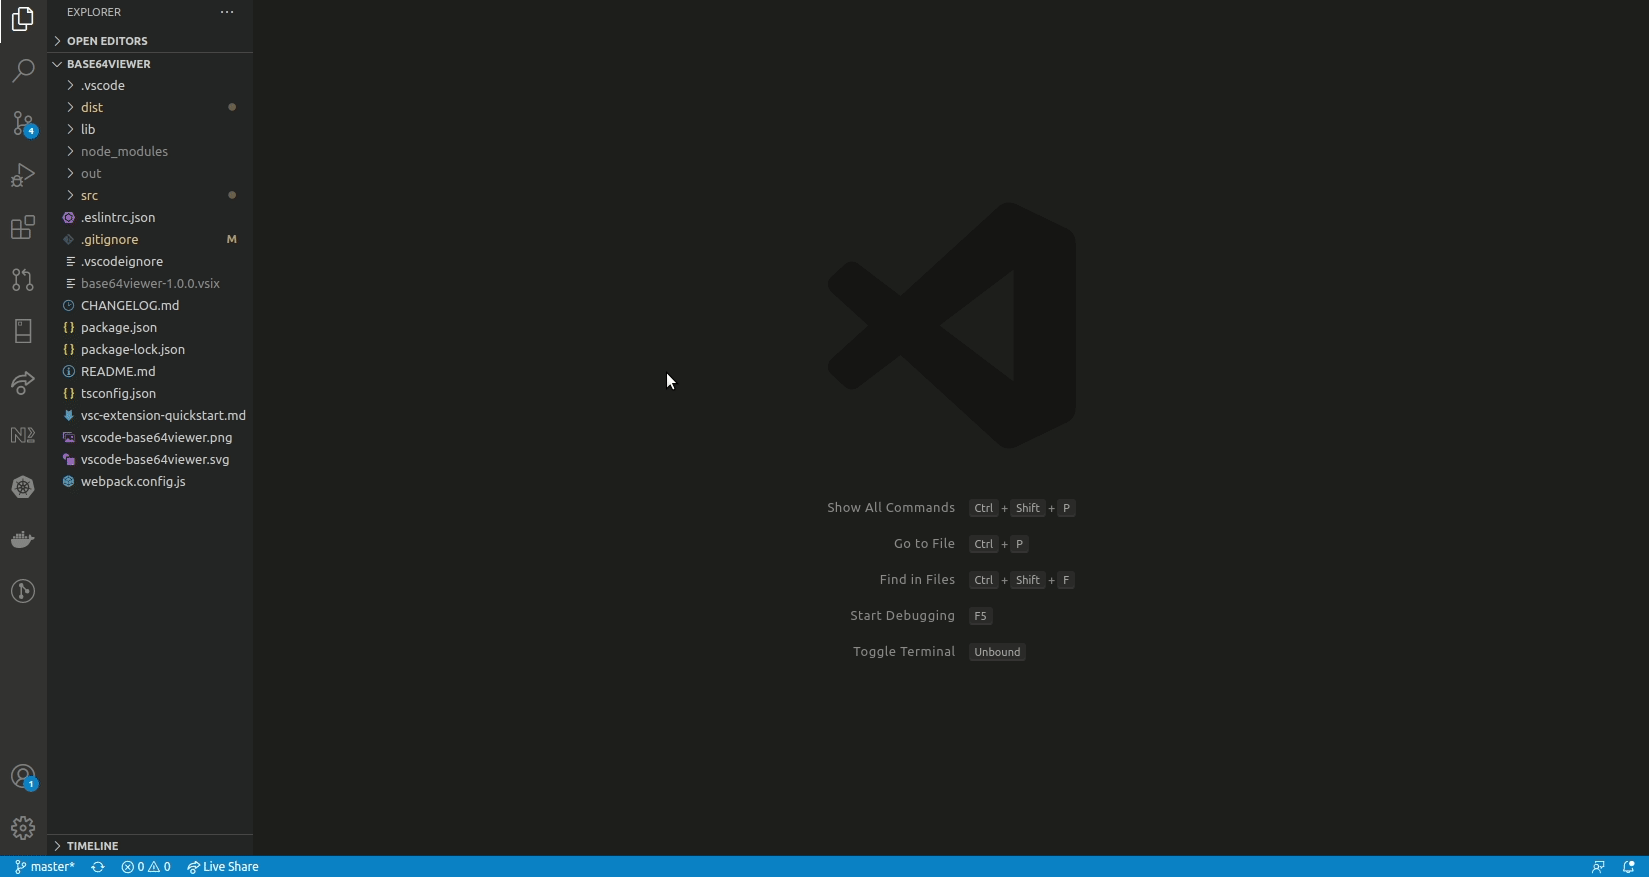 EXPLORER ···
OPEN EDITORS
BASE64VIEWER
.vscode
dist
lib
node_modules
out
src
.eslintrc.json
.gitignore M
.vscodeignore
base64viewer-1.0.0.vsix
CHANGELOG.md
{} package.json
{} package-lock.json
README.md
{} tsconfig.json
vsc-extension-quickstart.md
vscode-base64viewer.png
vscode-base64viewer.svg
webpack.config.js
4
1
Show All Commands Ctrl + Shift + P
Go to File Ctrl + P
Find in Files Ctrl + Shift + F
Start Debugging F5
Toggle Terminal Unbound
TIMELINE
master* 0 0 Live Share